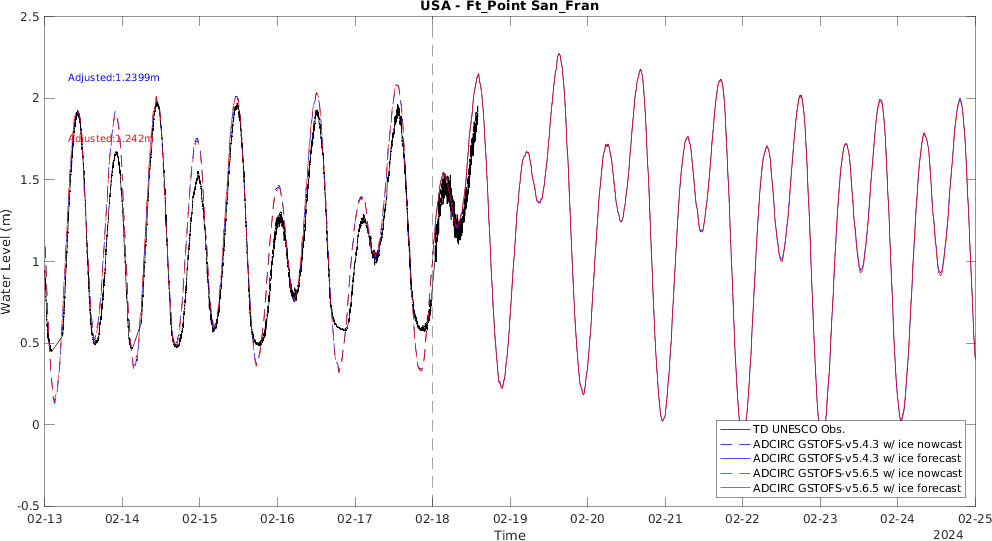 USA - Ft_Point San_Fran
2.5
2
1.5
1
0.5
0
-0.5
Water Level (m)
Adjusted:1.2399m
Adjusted:1.242m
TD UNESCO Obs.
ADCIRC GSTOFS-v5.4.3 w/ ice nowcast
ADCIRC GSTOFS-v5.4.3 w/ ice forecast
ADCIRC GSTOFS-v5.6.5 w/ ice nowcast
ADCIRC GSTOFS-v5.6.5 w/ ice forecast
02-13 02-14 02-15 02-16 02-17 02-18 02-19 02-20 02-21 02-22 02-23 02-24 02-25
Time
2024